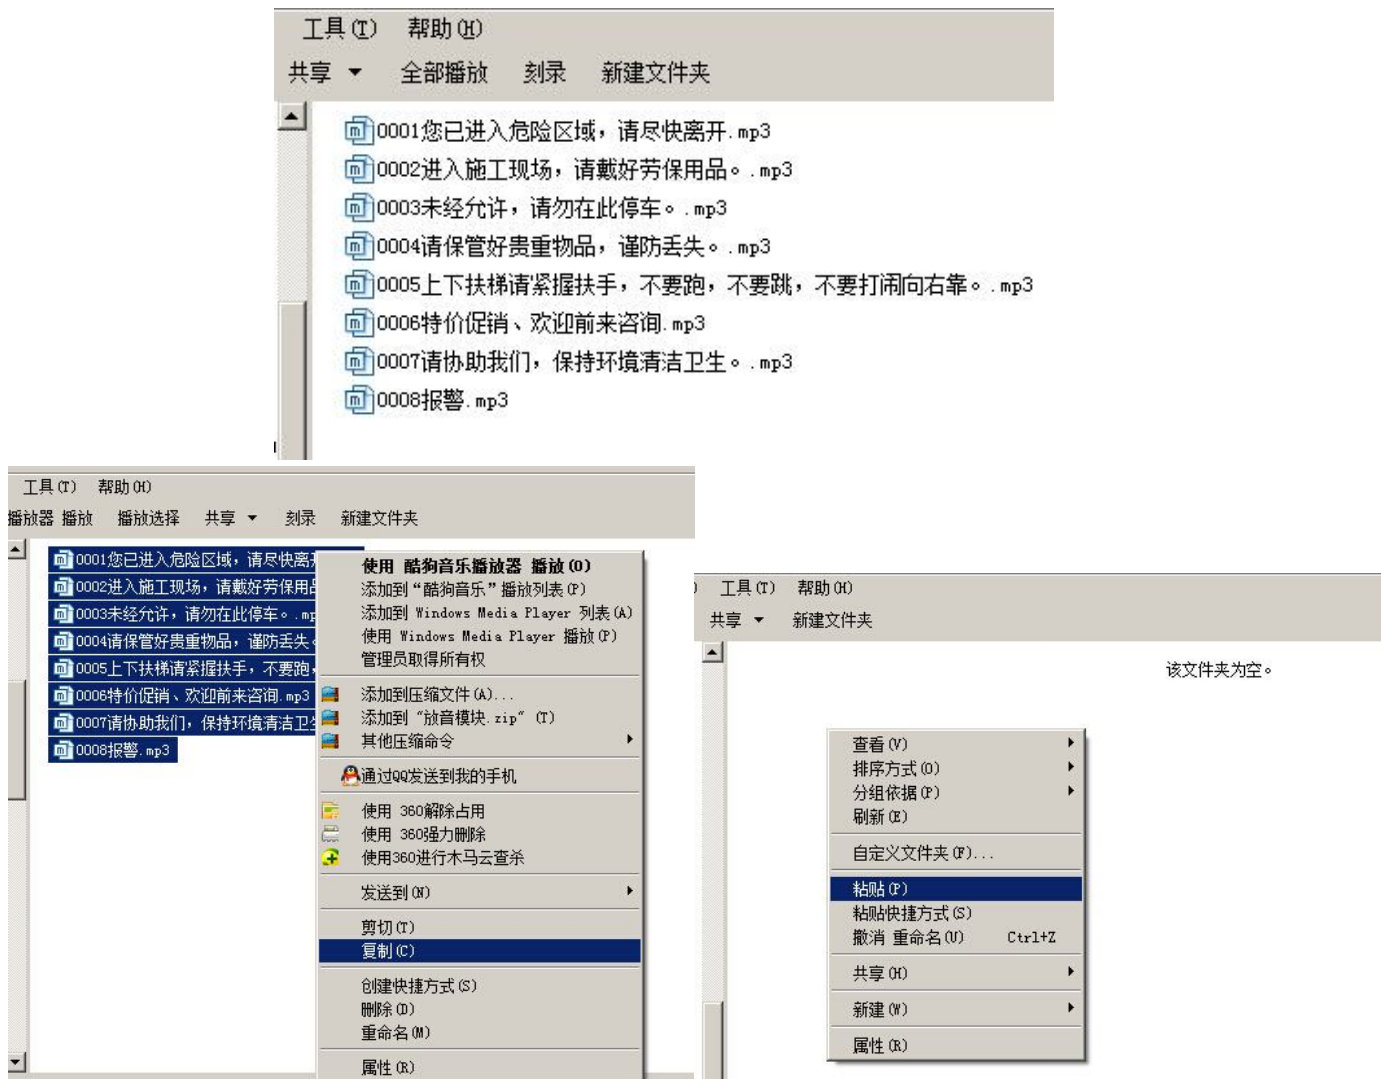 工具(T) 帮助(H)
共享 全部播放 刻录 新建文件夹
0001您已进入危险区域，请尽快离开.mp3
0002进入施工现场，请戴好劳保用品。.mp3
0003未经允许，请勿在此停车。.mp3
0004请保管好贵重物品，谨防丢失。.mp3
0005上下扶梯请紧握扶手，不要跑，不要跳，不要打闹向右靠。.mp3
0006特价促销、欢迎前来咨询.mp3
0007请协助我们，保持环境清洁卫生。.mp3
0008报警.mp3
工具(T) 帮助(H)
播放器 播放 播放选择 共享 刻录 新建文件夹
0001您已进入危险区域，请尽快离
0002进入施工现场，请戴好劳保用
0003未经允许，请勿在此停车。.mp
0004请保管好贵重物品，谨防丢失
0005上下扶梯请紧握扶手，不要跑，
0006特价促销、欢迎前来咨询.mp3
0007请协助我们，保持环境清洁卫
0008报警.mp3
使用 酷狗音乐播放器 播放(O)
添加到“酷狗音乐”播放列表(P)
添加到 Windows Media Player 列表(A)
使用 Windows Media Player 播放(P)
管理员取得所有权
添加到压缩文件(A)...
添加到 "放音模块.zip" (T)
其他压缩命令
通过QQ发送到我的手机
使用 360解除占用
使用 360强力删除
使用360进行木马云查杀
发送到(N)
剪切(T)
复制(C)
创建快捷方式(S)
删除(D)
重命名(M)
属性(R)
工具(T) 帮助(H)
共享 新建文件夹
该文件夹为空。
查看(V)
排序方式(O)
分组依据(P)
刷新(E)
自定义文件夹(F)...
粘贴(P)
粘贴快捷方式(S)
撤消 重命名(U) Ctrl+Z
共享(H)
新建(W)
属性(R)